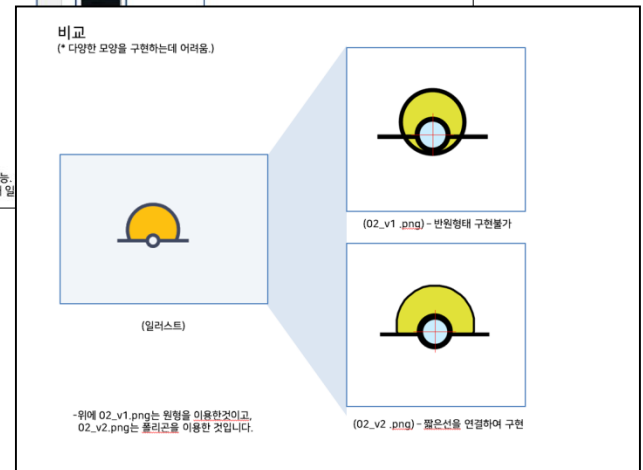 비교
(* 다양한 모양을 구현하는데 어려움.)
능.
일
(02_v1 .png) – 반원형태 구현불가
(일러스트)
-위에 02_v1.png는 원형을 이용한것이고,
02_v2.png는 폴리곤을 이용한 것입니다.
(02_v2 .png) – 짧은선을 연결하여 구현